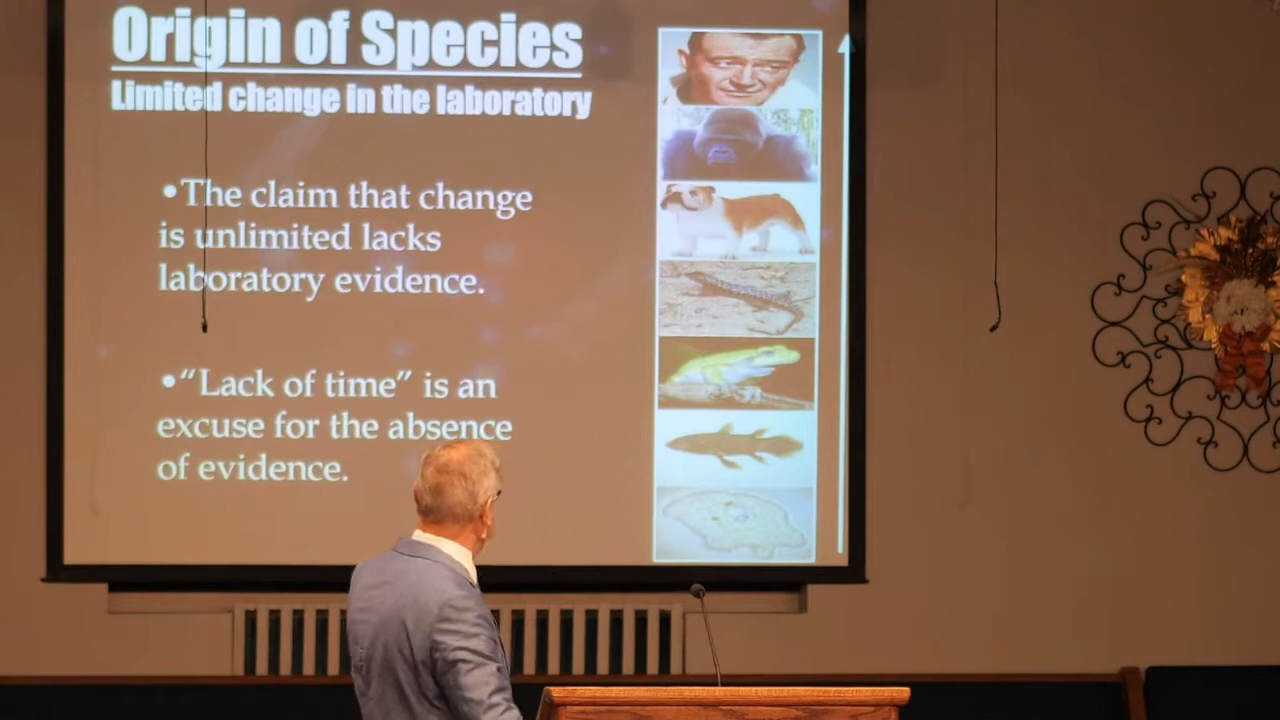 Origin of Species
Limited change in the laboratory
•The claim that change
is unlimited lacks
laboratory evidence.
•“Lack of time” is an
excuse for the absence
of evidence.